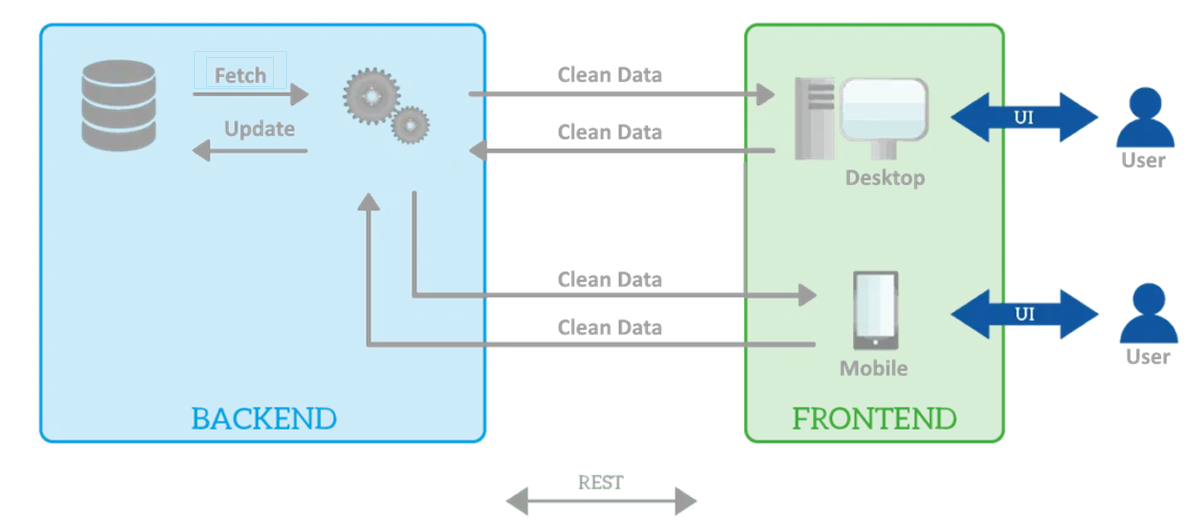 Fetch
Update
Clean Data
Clean Data
UI
User
Desktop
Clean Data
Clean Data
UI
User
Mobile
BACKEND
FRONTEND
REST